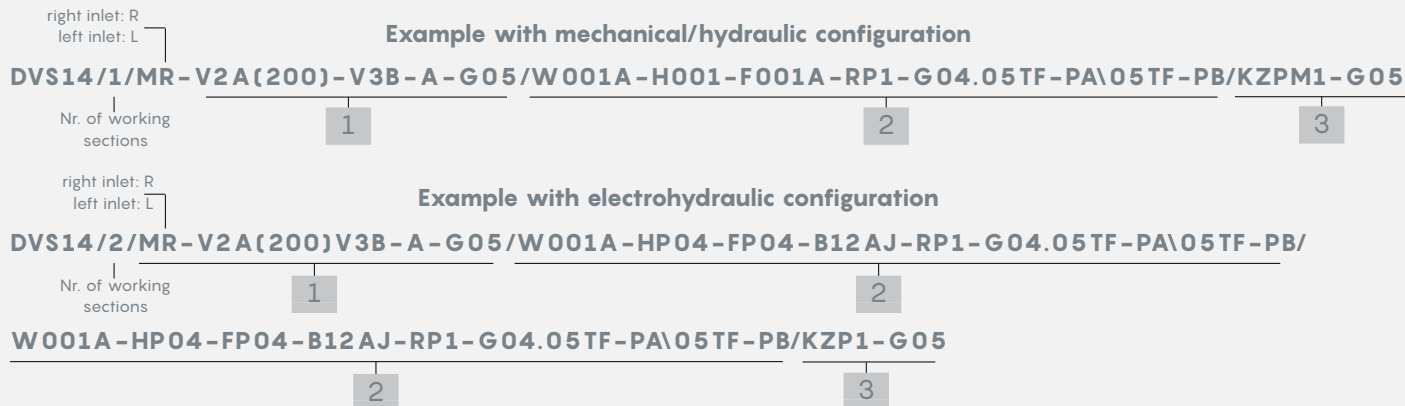 right inlet: R
left inlet: L
Example with mechanical/hydraulic configuration
DVS14/1/MR-V2A(200)-V3B-A-G05/W001A-H001-F001A-RP1-G04.05TF-PA\05TF-PB/KZPM1-G05
Nr. of working
sections
1
2
3
right inlet: R
left inlet: L
Example with electrohydraulic configuration
DVS14/2/MR-V2A(200)V3B-A-G05/W001A-HP04-FP04-B12AJ-RP1-G04.05TF-PA\05TF-PB/
Nr. of working
sections
1
2
W001A-HP04-FP04-B12AJ-RP1-G04.05TF-PA\05TF-PB/KZP1-G05
2
3